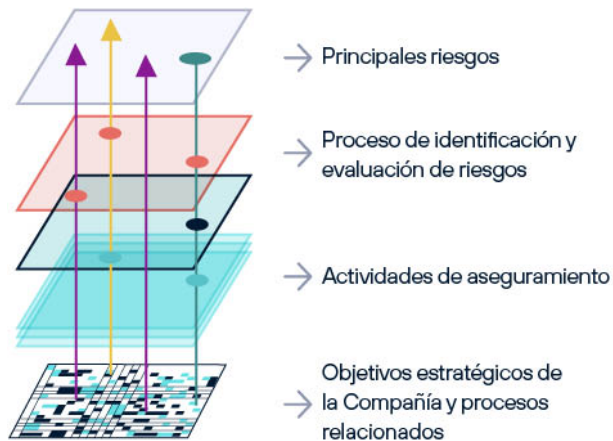 Principales riesgos
Proceso de identificación y
evaluación de riesgos
Actividades de aseguramiento
Objetivos estratégicos de
la Compañía y procesos
relacionados